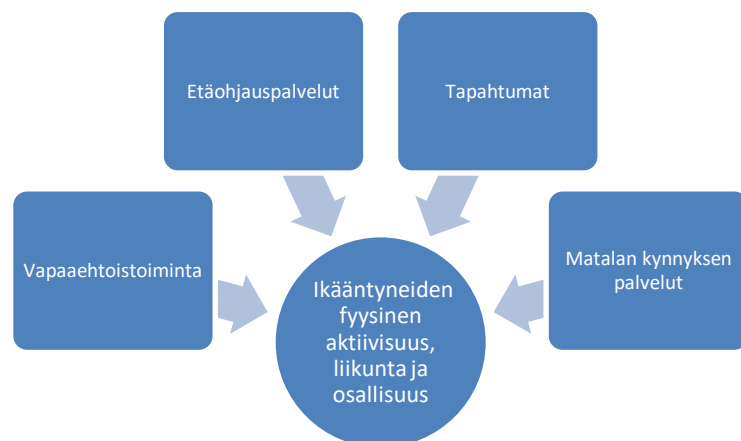 Etäohjauspalvelut
Tapahtumat
Vapaaehtoistoiminta
Matalan kynnyksen
palvelut
Ikääntyneiden
fyysinen
aktiivisuus,
liikunta ja
osallisuus